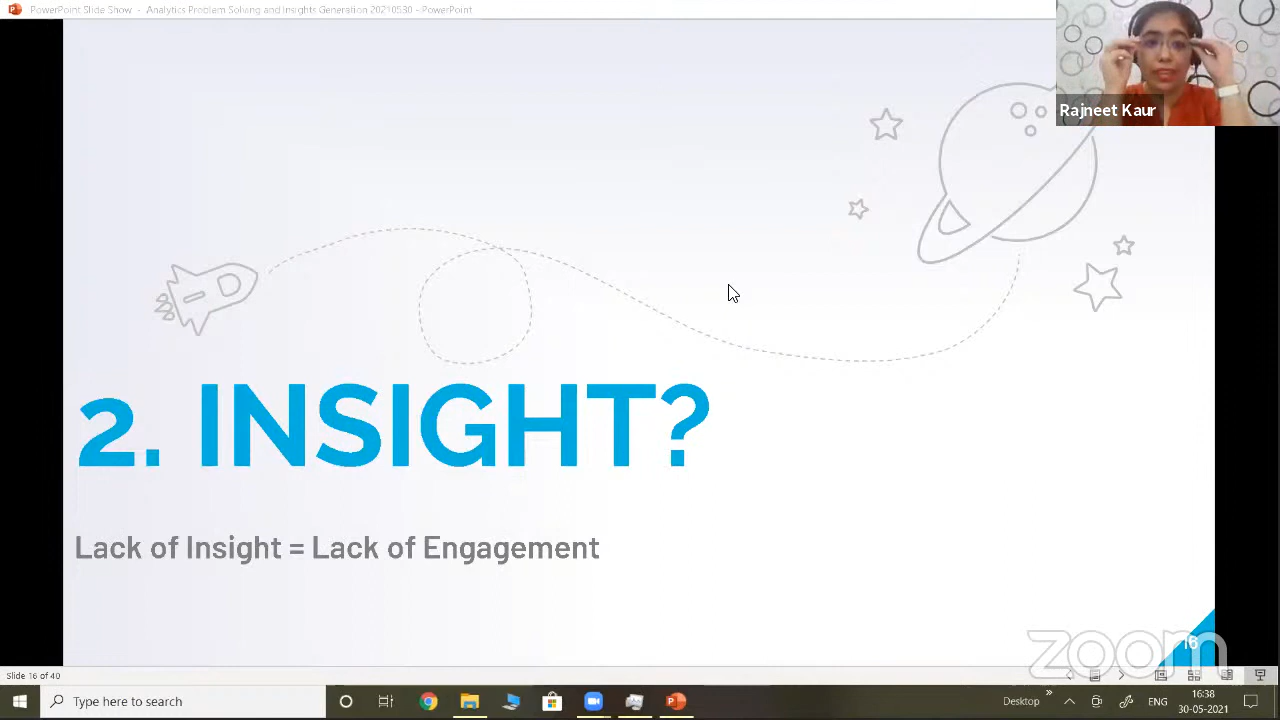 PowerPoint Slide Show - Analytics Problem Solving and Insights Generation 20210530 - PowerPoint
Rajneet Kaur
2. INSIGHT?
Lack of Insight = Lack of Engagement
16
zoom
Slide 16 of 40
Type here to search
Desktop
»
ENG
16:38
30-05-2021